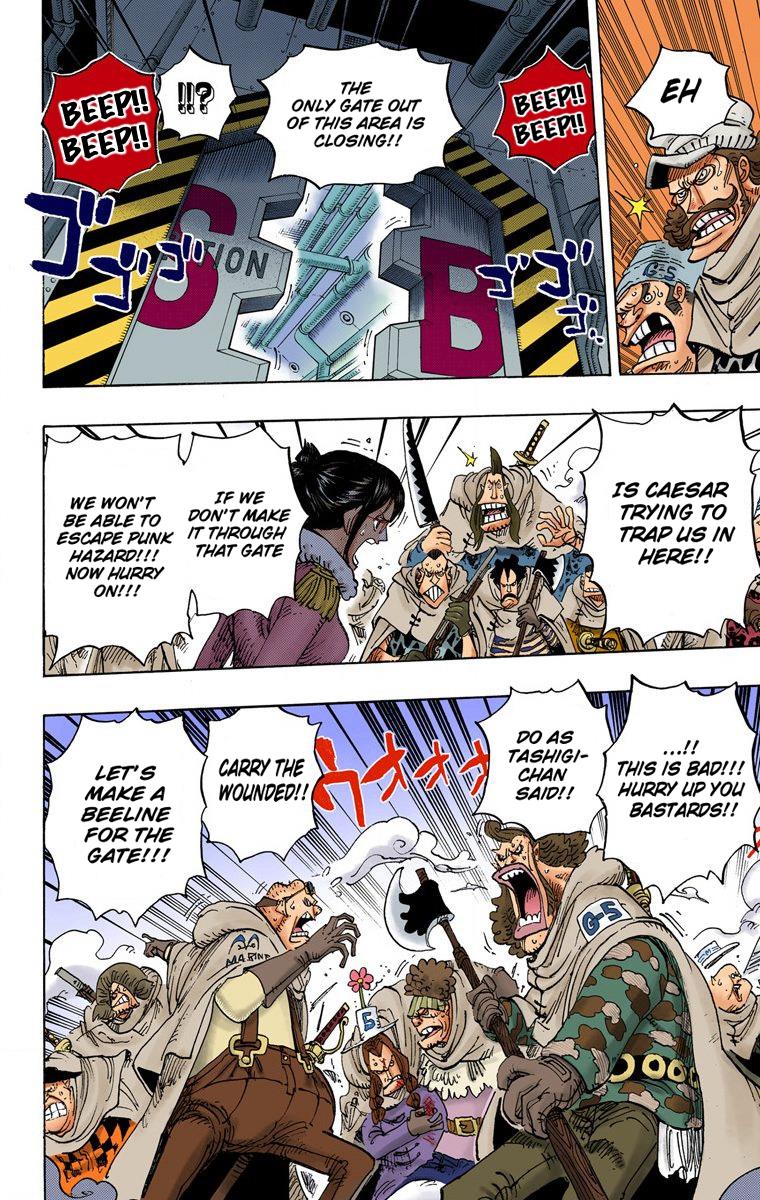 EH
BEEP!!
BEEP!!
THE
ONLY GATE OUT
OF THIS AREA IS
CLOSING!!
!!?
BEEP!!
BEEP!!
S
TION
B
ゴゴゴ
ゴゴゴ
G-5
IS CAESAR
TRYING TO
TRAP US IN
HERE!!
IF WE
DON'T MAKE
IT THROUGH
THAT GATE
WE WON'T
BE ABLE TO
ESCAPE PUNK
HAZARD!!!
NOW HURRY
ON!!!
...!!
THIS IS BAD!!!
HURRY UP YOU
BASTARDS!!
DO AS
TASHIGI-
CHAN
SAID!!
ウオオオオ
CARRY THE
WOUNDED!!
LET'S
MAKE A
BEELINE
FOR THE
GATE!!!
G-5
MARINE
5